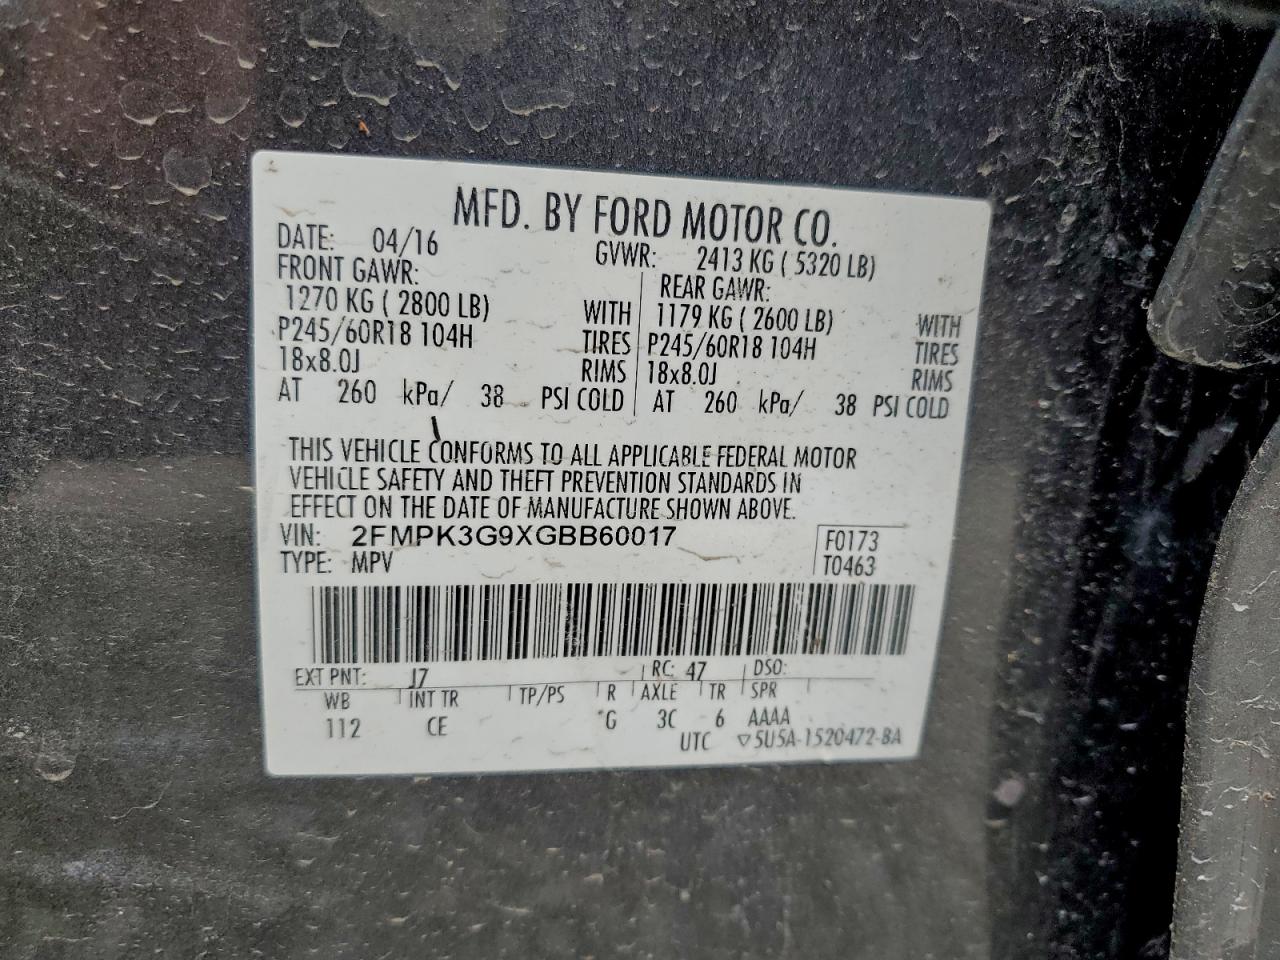 MFD. BY FORD MOTOR CO.
DATE: 04/16 GVWR: 2413 KG ( 5320 LB)
FRONT GAWR: REAR GAWR:
1270 KG ( 2800 LB) WITH 1179 KG ( 2600 LB) WITH
P245/60R18 104H TIRES P245/60R18 104H TIRES
18x8.0J RIMS 18x8.0J RIMS
AT 260 kPa/ 38 PSI COLD AT 260 kPa/ 38 PSI COLD
THIS VEHICLE CONFORMS TO ALL APPLICABLE FEDERAL MOTOR
VEHICLE SAFETY AND THEFT PREVENTION STANDARDS IN
EFFECT ON THE DATE OF MANUFACTURE SHOWN ABOVE.
VIN: 2FMPK3G9XGBB60017 F0173
TYPE: MPV T0463
EXT PNT: J7 RC: 47 DSO:
WB INT TR TP/PS R AXLE TR SPR
112 CE G 3C 6 AAAA
UTC ▽5U5A-1520472-BA